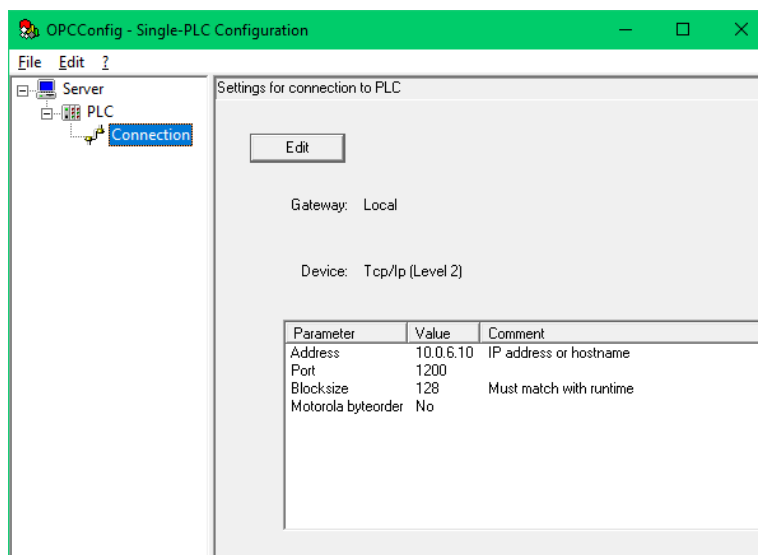 OPCConfig - Single-PLC Configuration
File Edit ?
Server
PLC
Connection
Settings for connection to PLC
Edit
Gateway: Local
Device: Tcp/Ip (Level 2)
Parameter Value Comment
Address 10.0.6.10 IP address or hostname
Port 1200
Blocksize 128 Must match with runtime
Motorola byteorder No